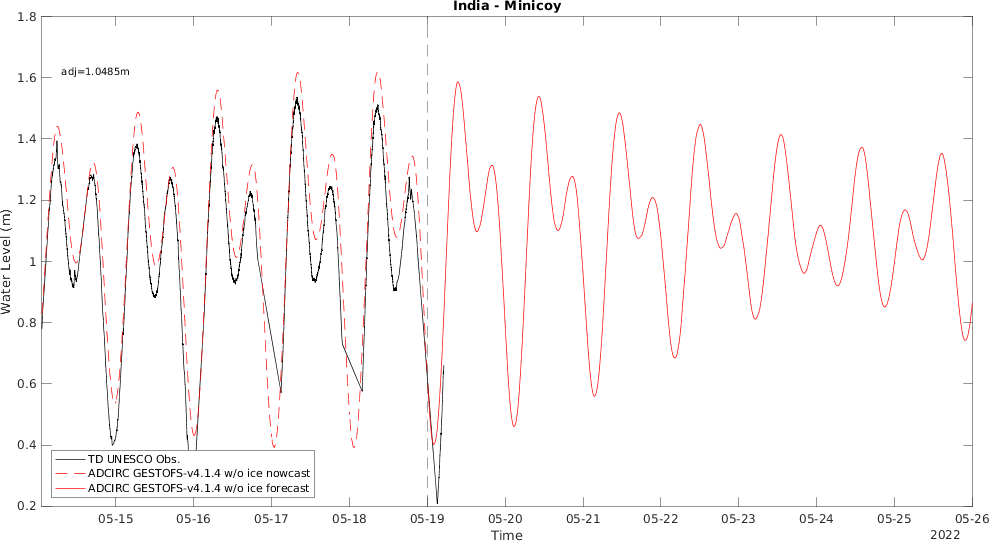 India - Minicoy
1.8
1.6
1.4
1.2
1
0.8
0.6
0.4
0.2
Water Level (m)
adj=1.0485m
TD UNESCO Obs.
ADCIRC GESTOFS-v4.1.4 w/o ice nowcast
ADCIRC GESTOFS-v4.1.4 w/o ice forecast
05-15 05-16 05-17 05-18 05-19 05-20 05-21 05-22 05-23 05-24 05-25 05-26
Time
2022